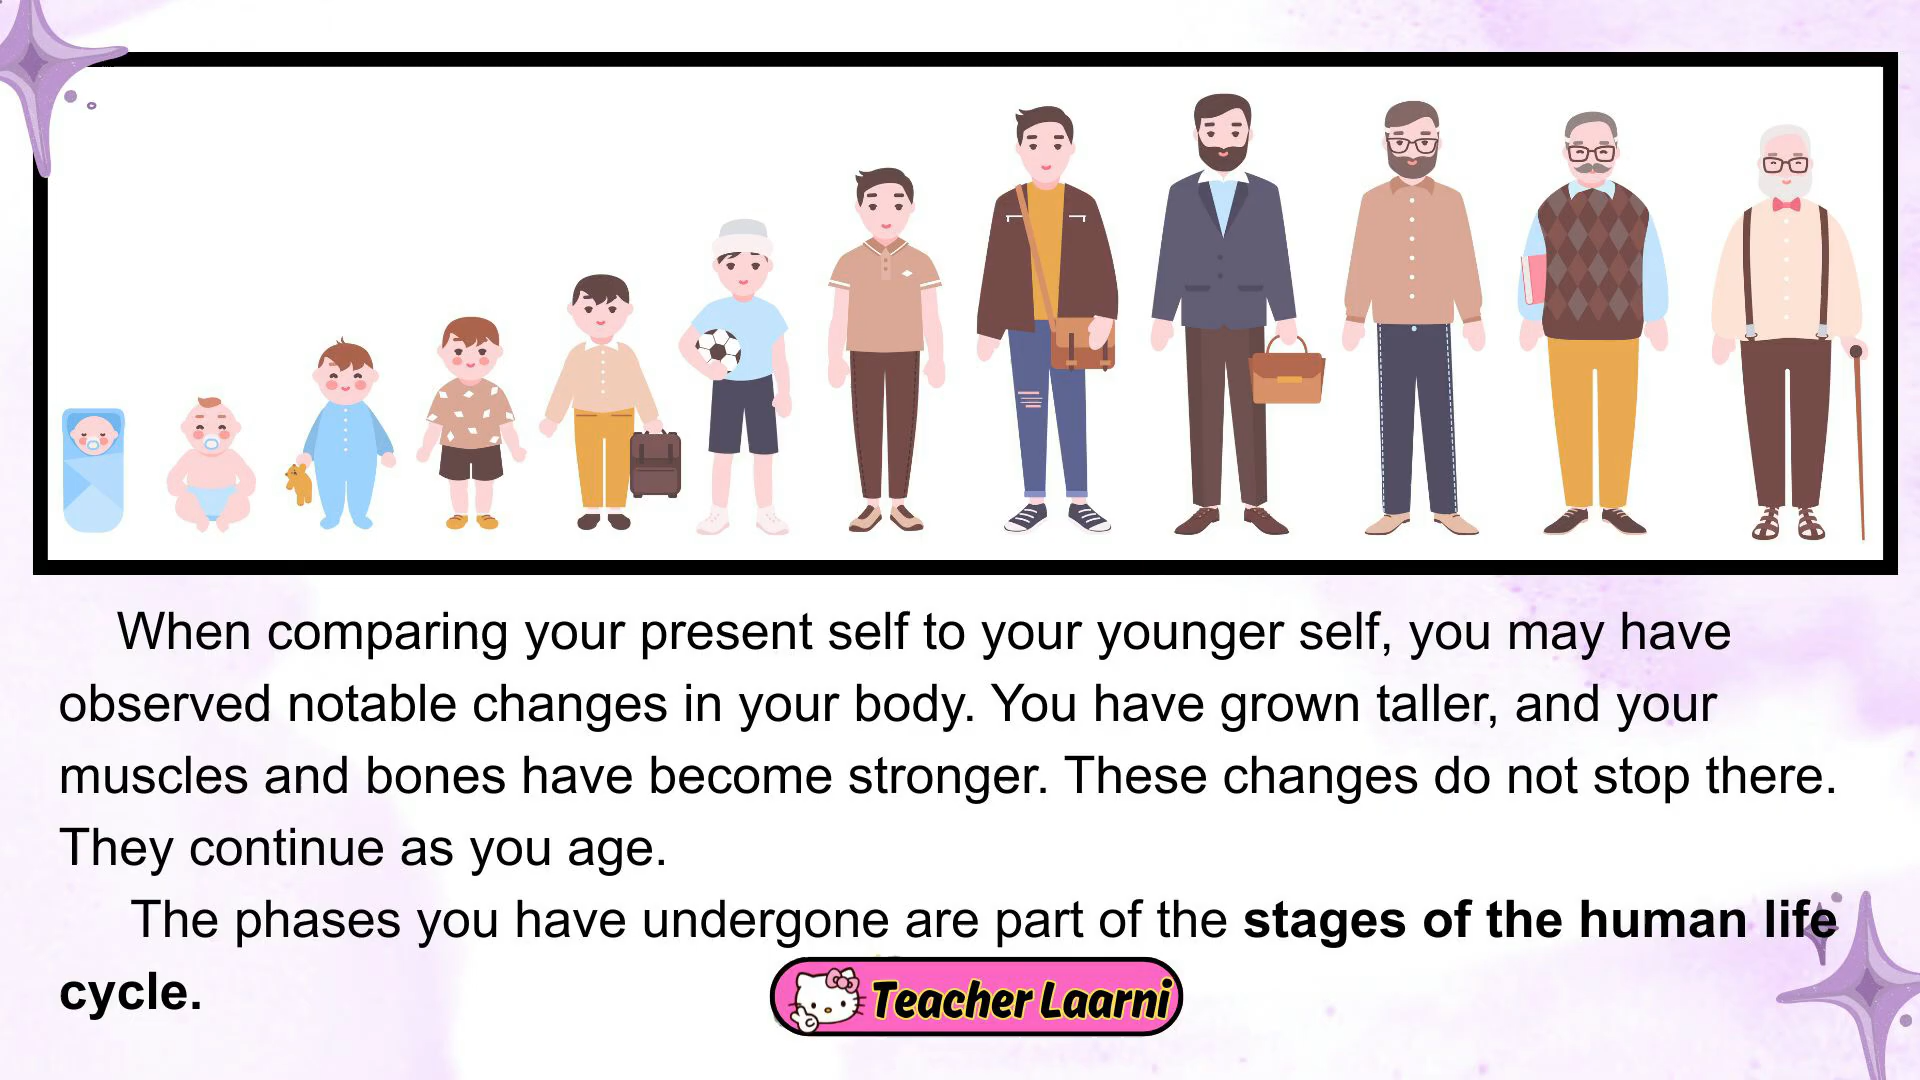 When comparing your present self to your younger self, you may have
observed notable changes in your body. You have grown taller, and your
muscles and bones have become stronger. These changes do not stop there.
They continue as you age.
The phases you have undergone are part of the stages of the human life
cycle.
Teacher Laarni